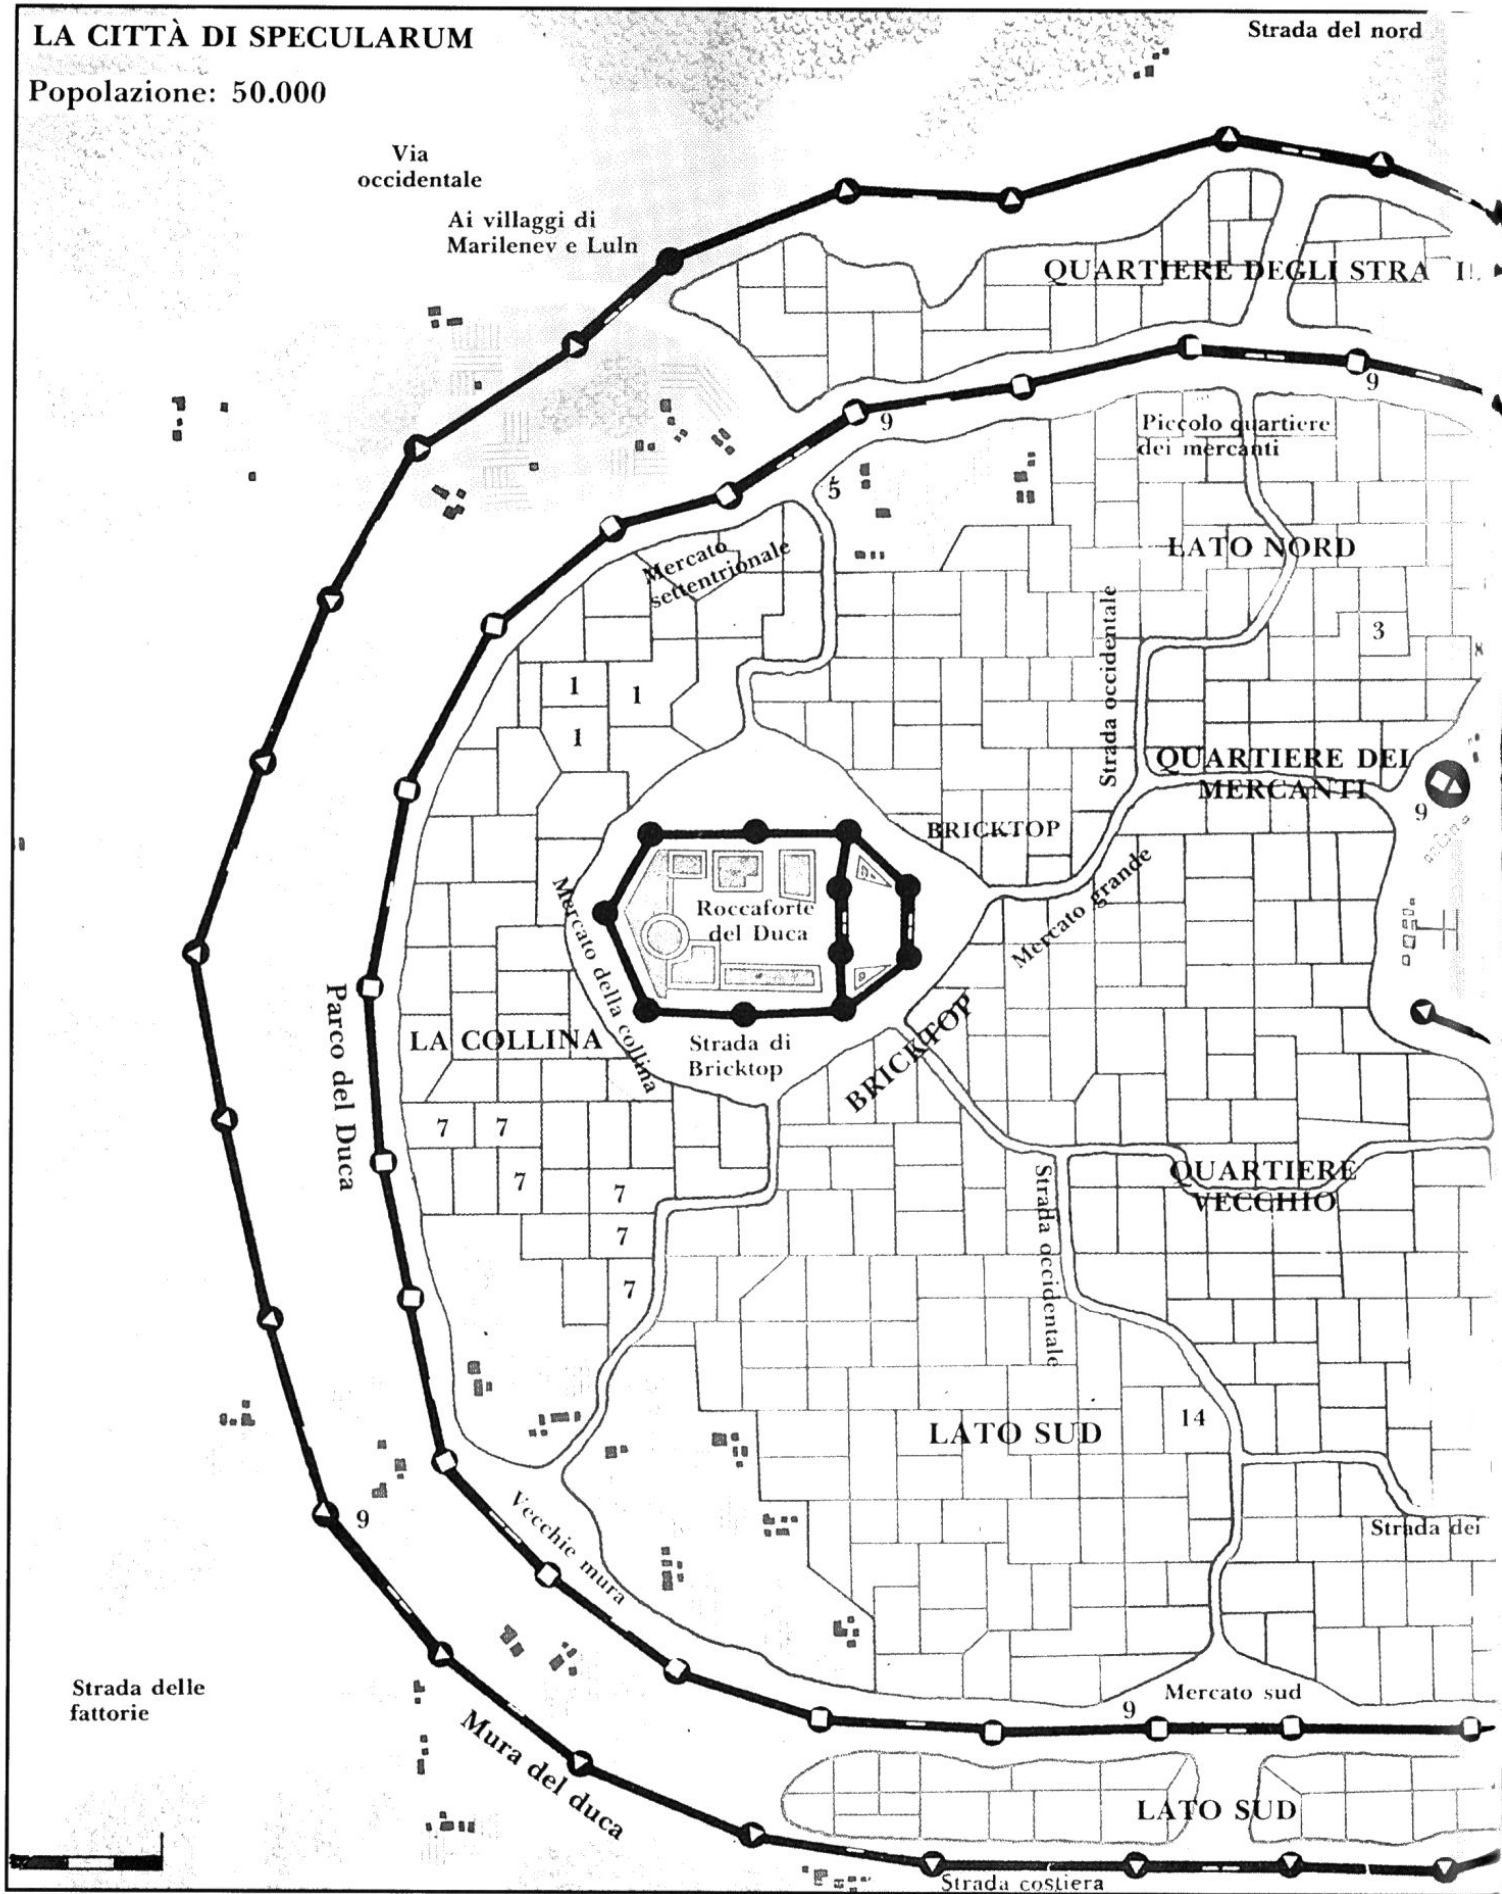 LA CITTÀ DI SPECULARUM
Popolazione: 50.000
Strada del nord
Via
occidentale
Ai villaggi di
Marilenev e Luln
QUARTIERE DEGLI STRA
9
9
Piccolo quartiere
dei mercanti
5
Mercato
settentrionale
LATO NORD
Strada occidentale
3
8
1
1
1
QUARTIERE DEI
MERCANTI
9
BRICKTOP
Mercato grande
Roccaforte
del Duca
Mercato della collina
Parco del Duca
LA COLLINA
Strada di
Bricktop
BRICKTOP
7
7
7
7
7
7
QUARTIERE
VECCHIO
Strada occidentale
LATO SUD
14
9
Vecchie mura
Strada dei
Strada delle
fattorie
Mercato sud
9
Mura del duca
LATO SUD
Strada costiera